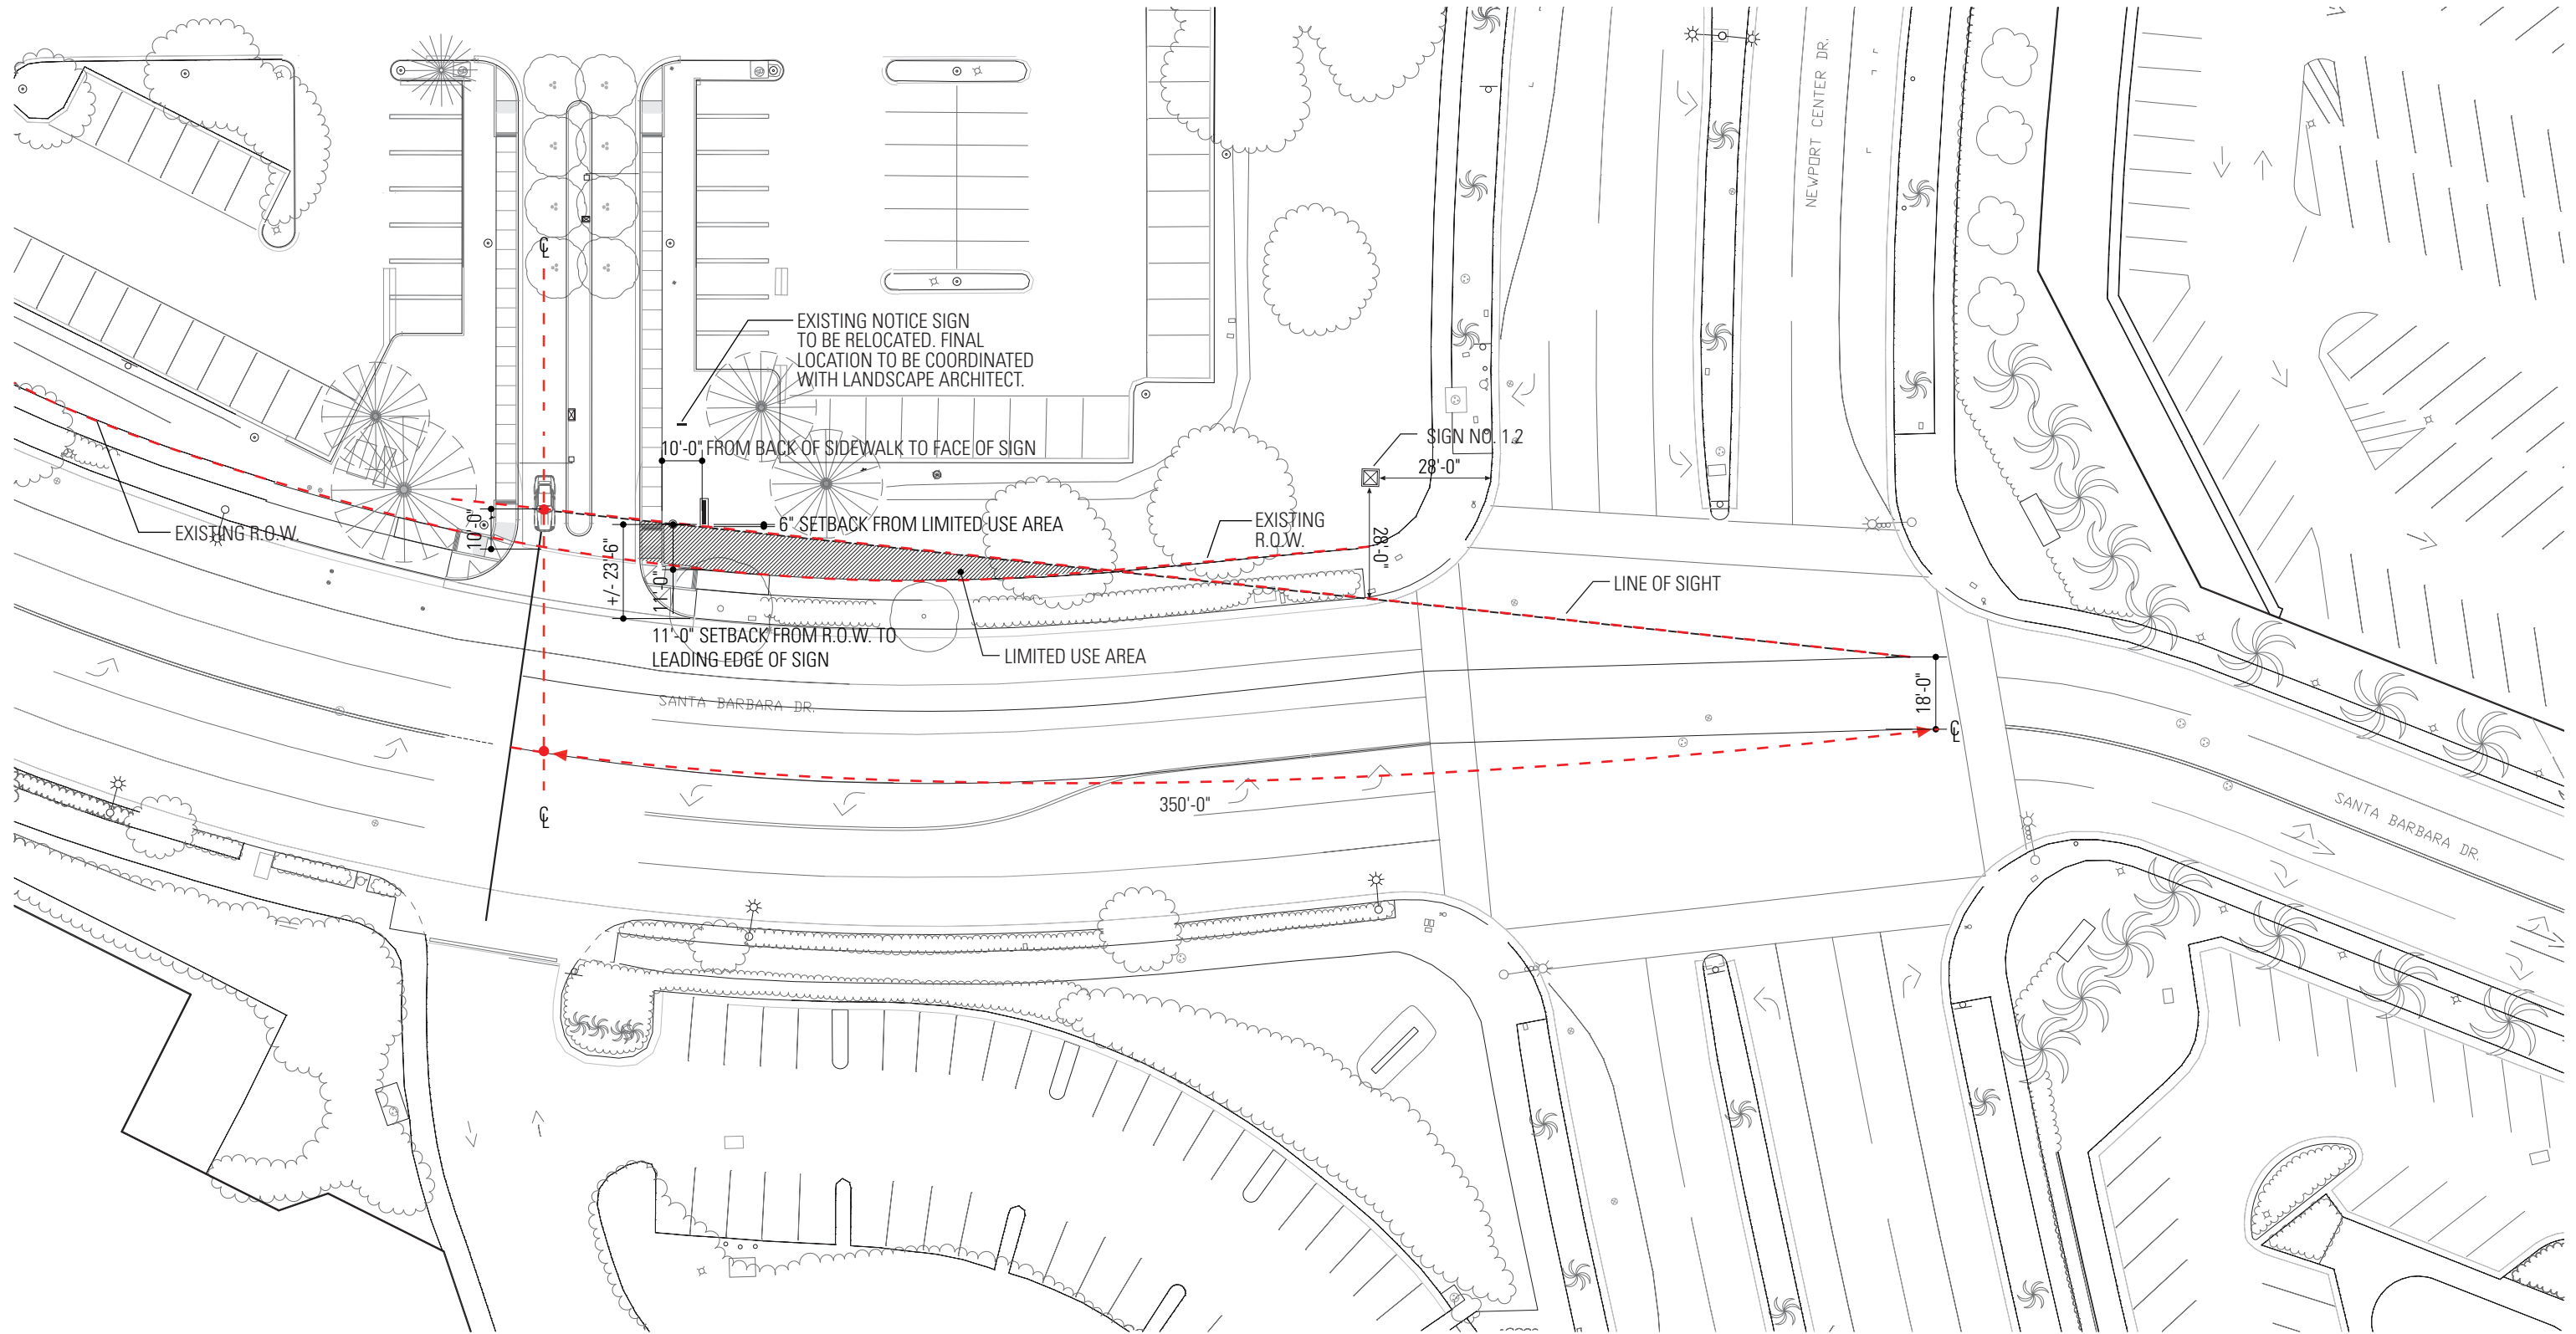 NEWPORT CENTER DR.
℄
EXISTING NOTICE SIGN
TO BE RELOCATED. FINAL
LOCATION TO BE COORDINATED
WITH LANDSCAPE ARCHITECT.
10'-0" FROM BACK OF SIDEWALK TO FACE OF SIGN
SIGN NO. 1.2
28'-0"
28'-0"
EXISTING R.O.W.
10'-0"
6" SETBACK FROM LIMITED USE AREA
EXISTING
R.O.W.
+/- 23'-6"
11'-0"
LINE OF SIGHT
11'-0" SETBACK FROM R.O.W. TO
LEADING EDGE OF SIGN
LIMITED USE AREA
SANTA BARBARA DR.
18'-0"
℄
350'-0"
℄
SANTA BARBARA DR.